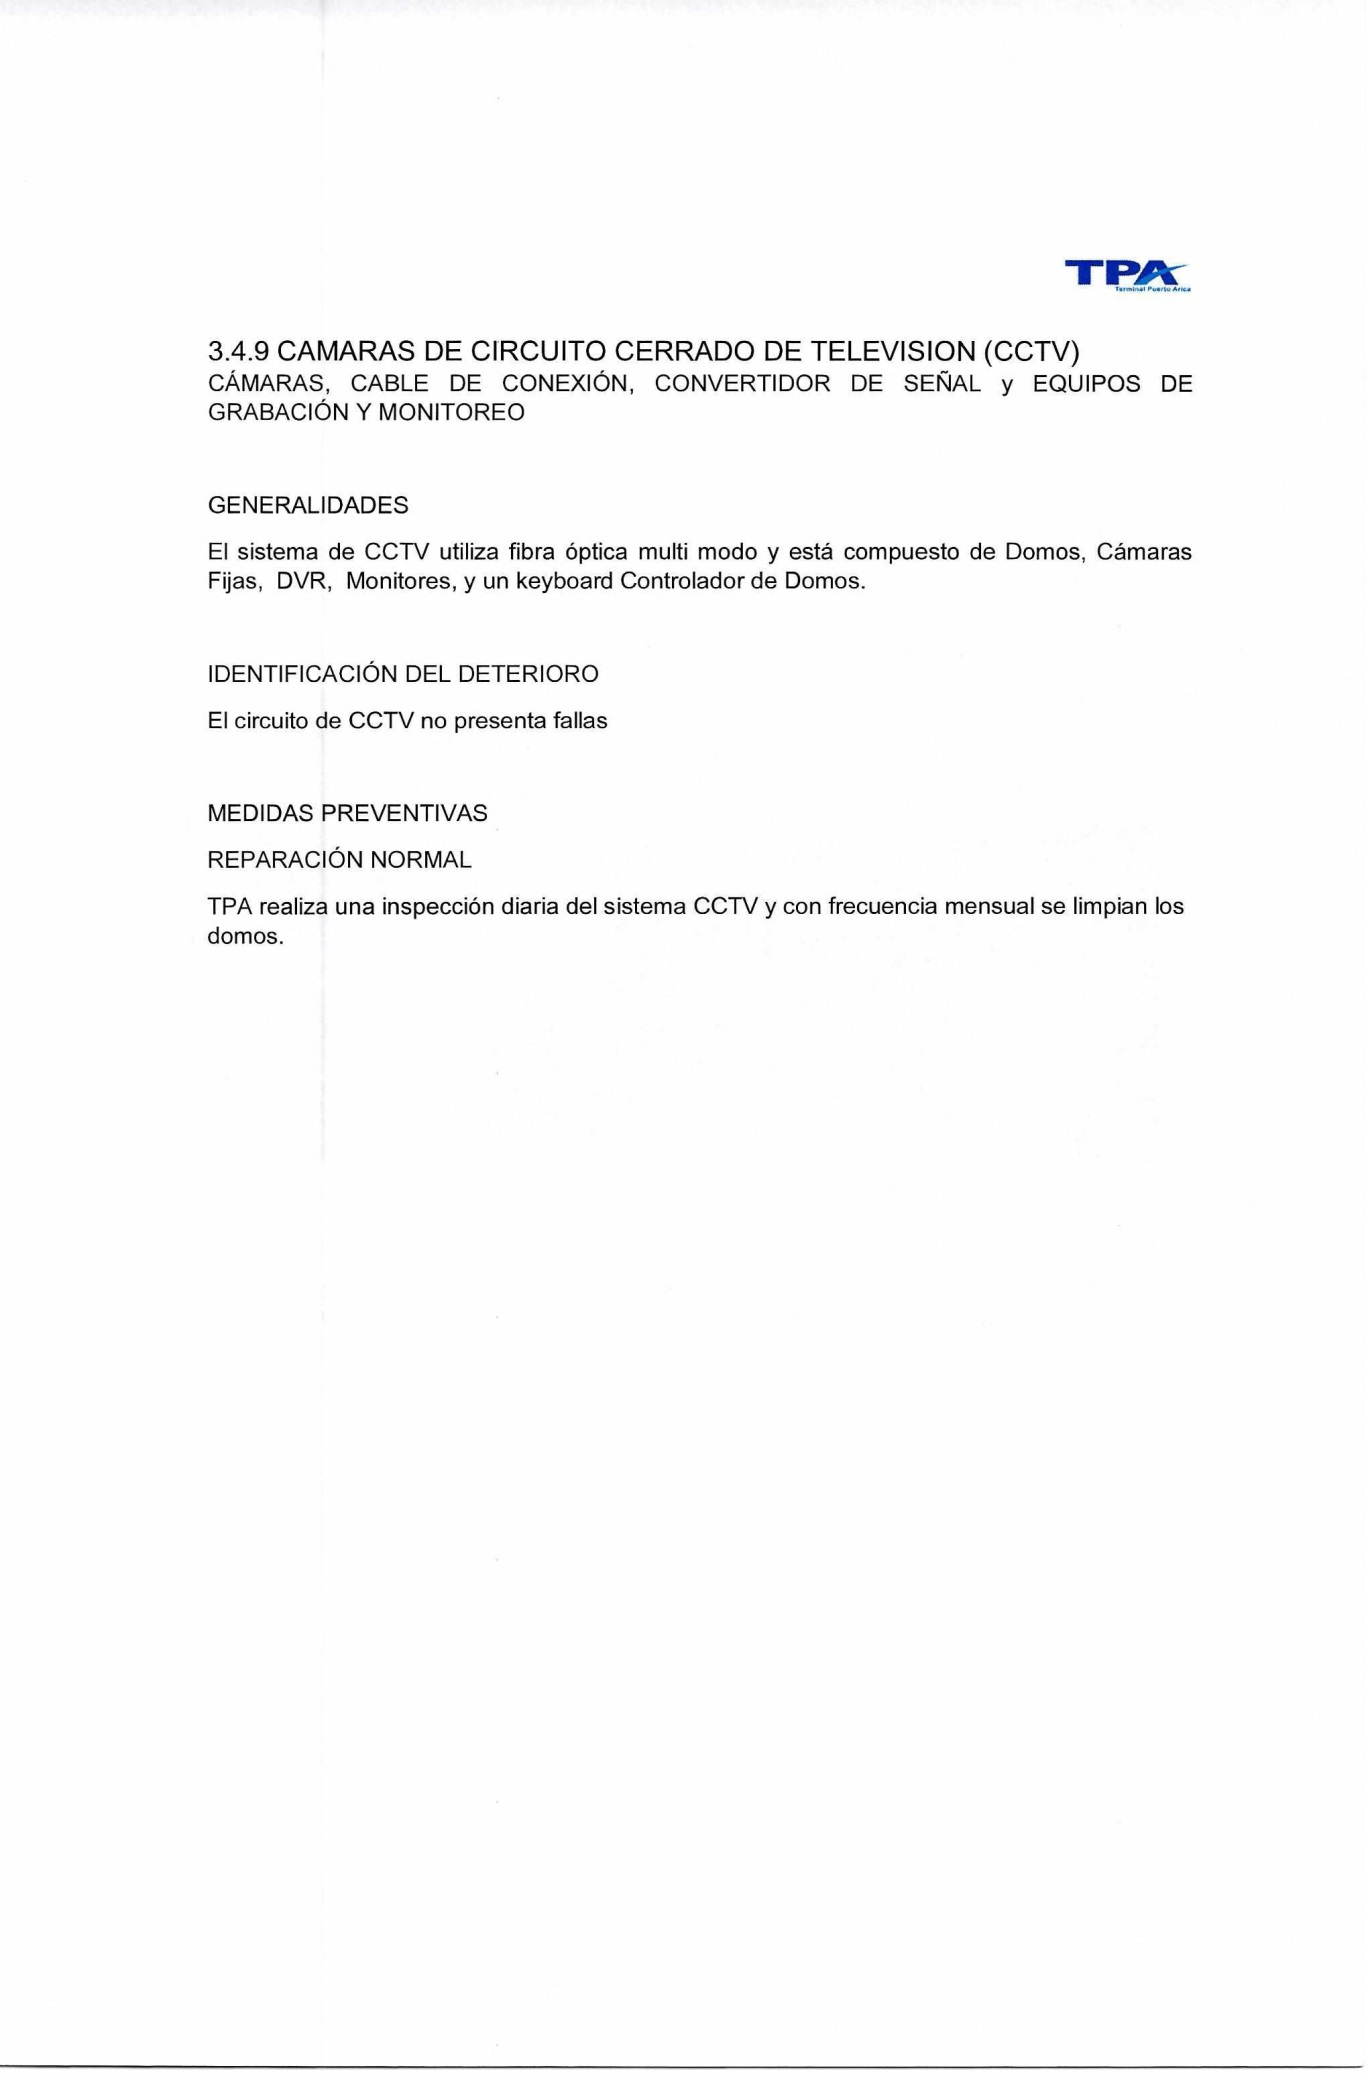 TPA
Terminal Puerto Arica
3.4.9 CAMARAS DE CIRCUITO CERRADO DE TELEVISION (CCTV)
CÁMARAS, CABLE DE CONEXIÓN, CONVERTIDOR DE SEÑAL y EQUIPOS DE
GRABACIÓN Y MONITOREO
GENERALIDADES
El sistema de CCTV utiliza fibra óptica multi modo y está compuesto de Domos, Cámaras
Fijas, DVR, Monitores, y un keyboard Controlador de Domos.
IDENTIFICACIÓN DEL DETERIORO
El circuito de CCTV no presenta fallas
MEDIDAS PREVENTIVAS
REPARACIÓN NORMAL
TPA realiza una inspección diaria del sistema CCTV y con frecuencia mensual se limpian los
domos.